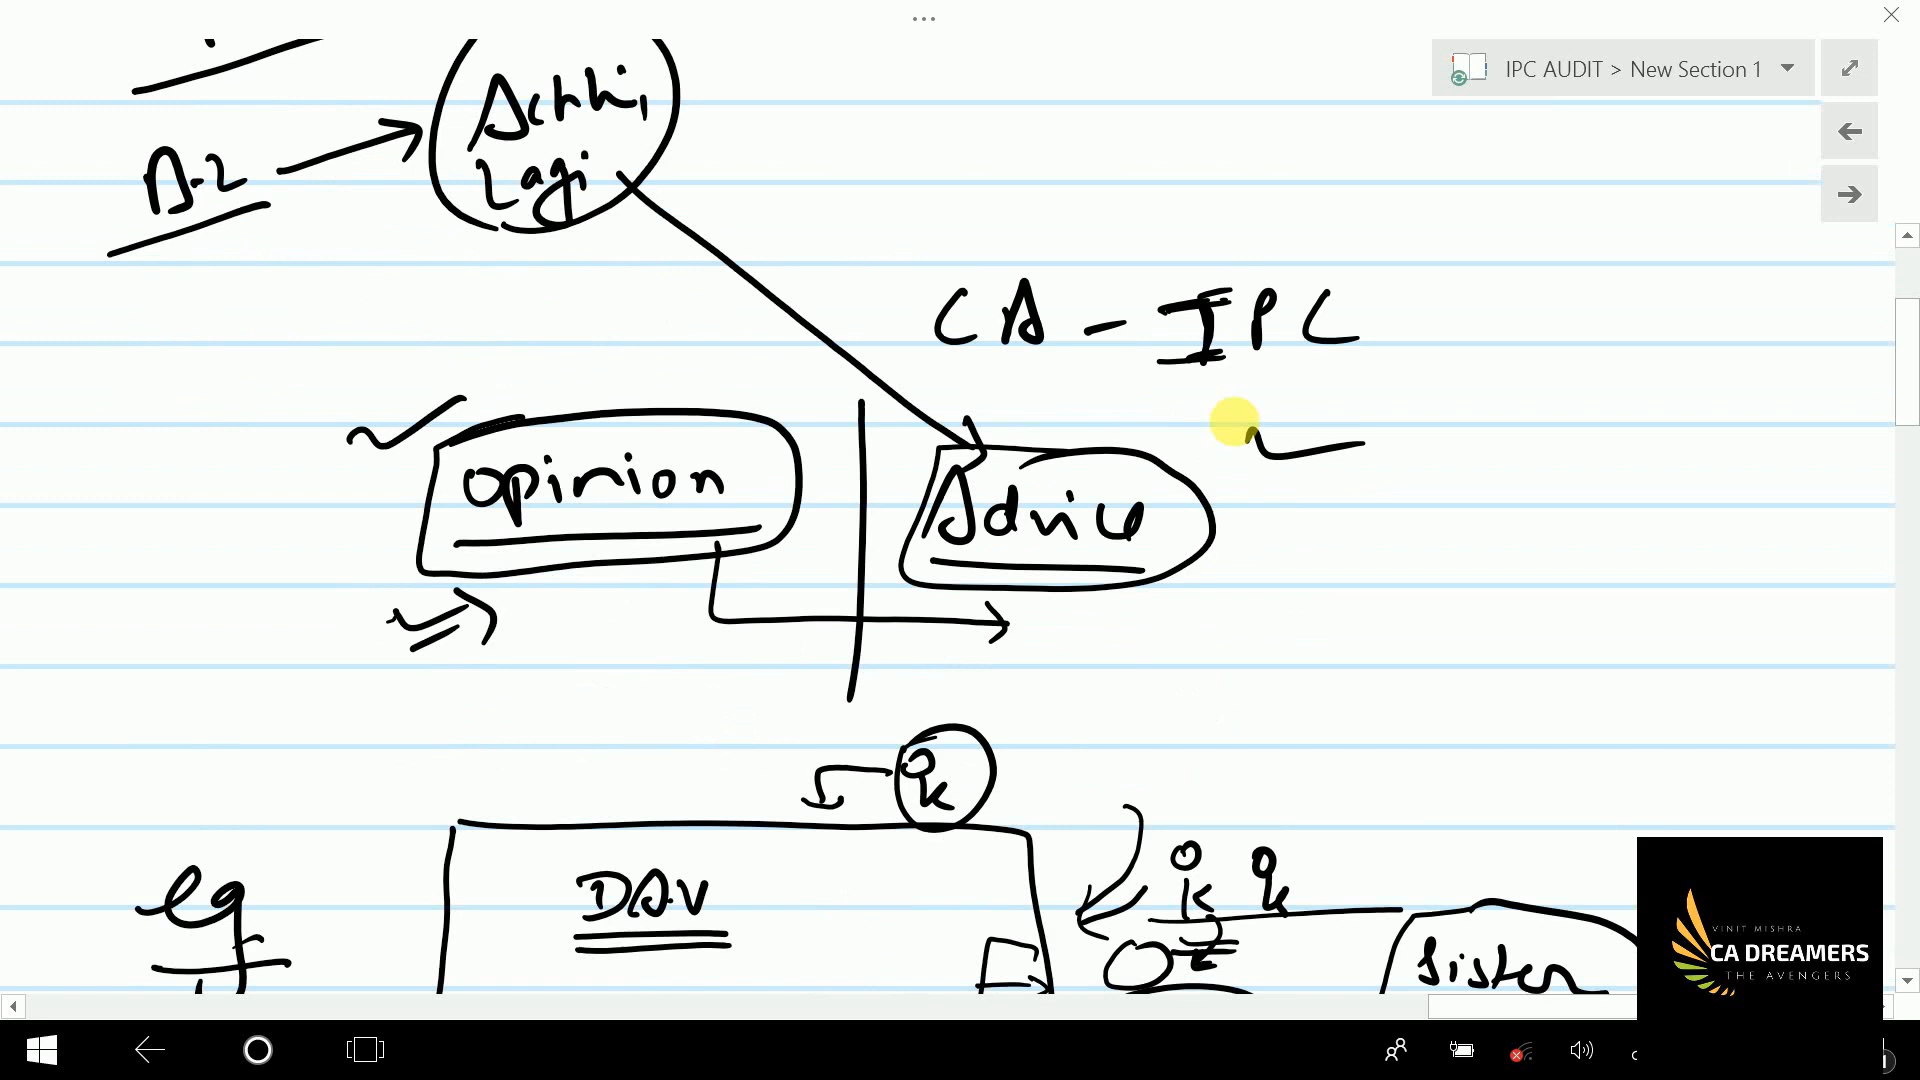 IPC AUDIT > New Section 1
Achhi
Lagi
A-2
CA - IPC
opinion
Advice
DAV
eg
Sister
VINIT MISHRA
CA DREAMERS
THE AVENGERS